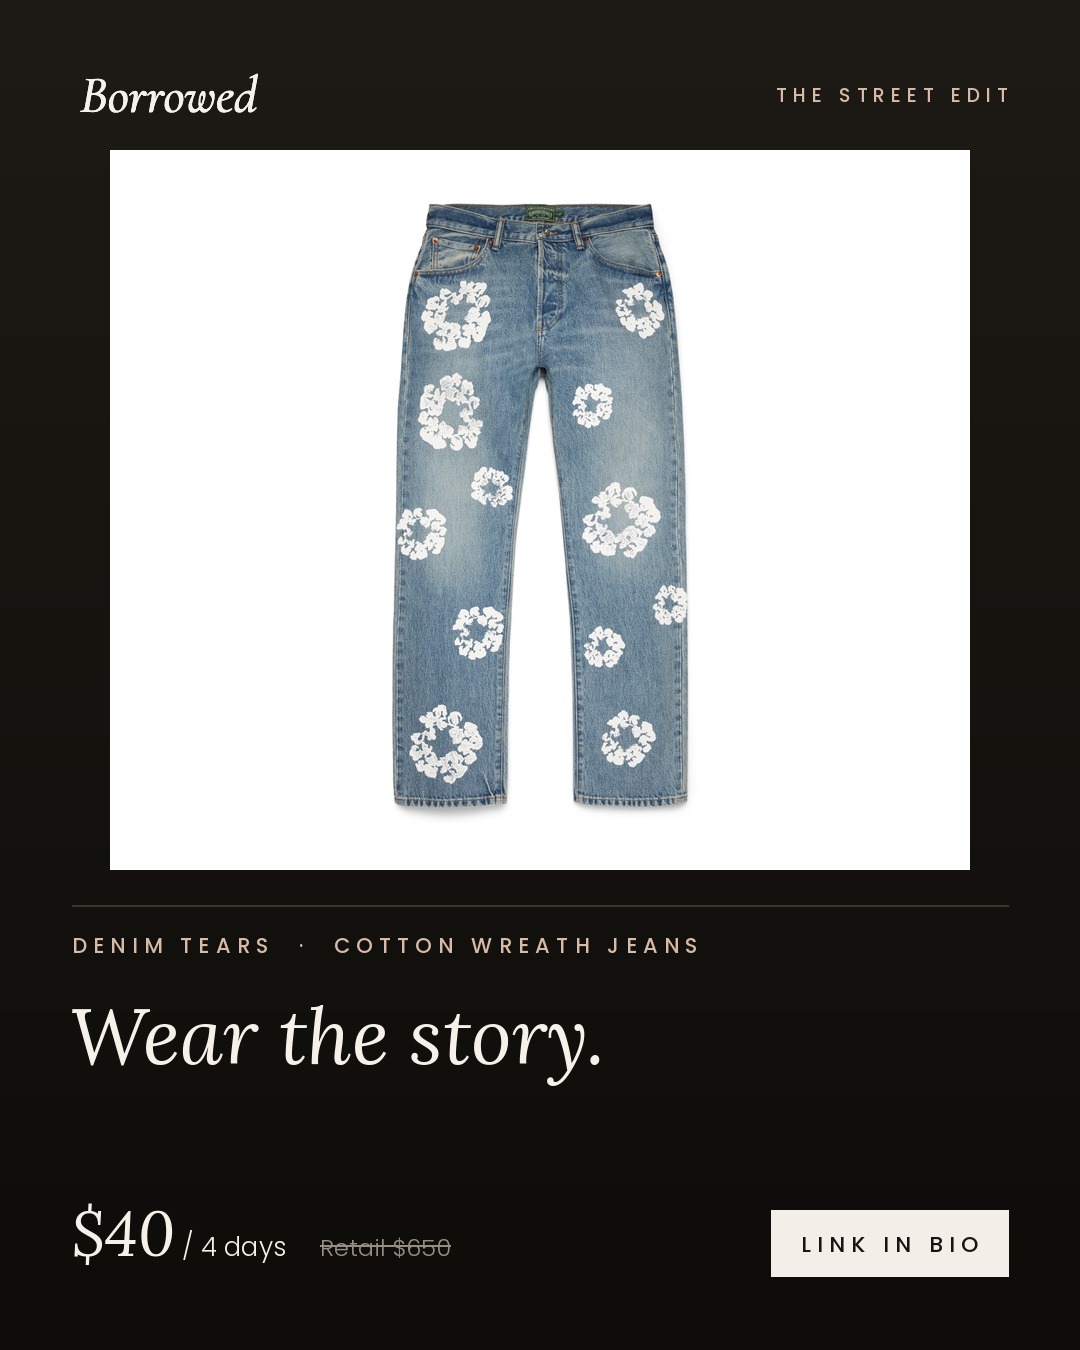 Borrowed
THE STREET EDIT
DENIM TEARS · COTTON WREATH JEANS
Wear the story.
$40 / 4 days Retail $650
LINK IN BIO